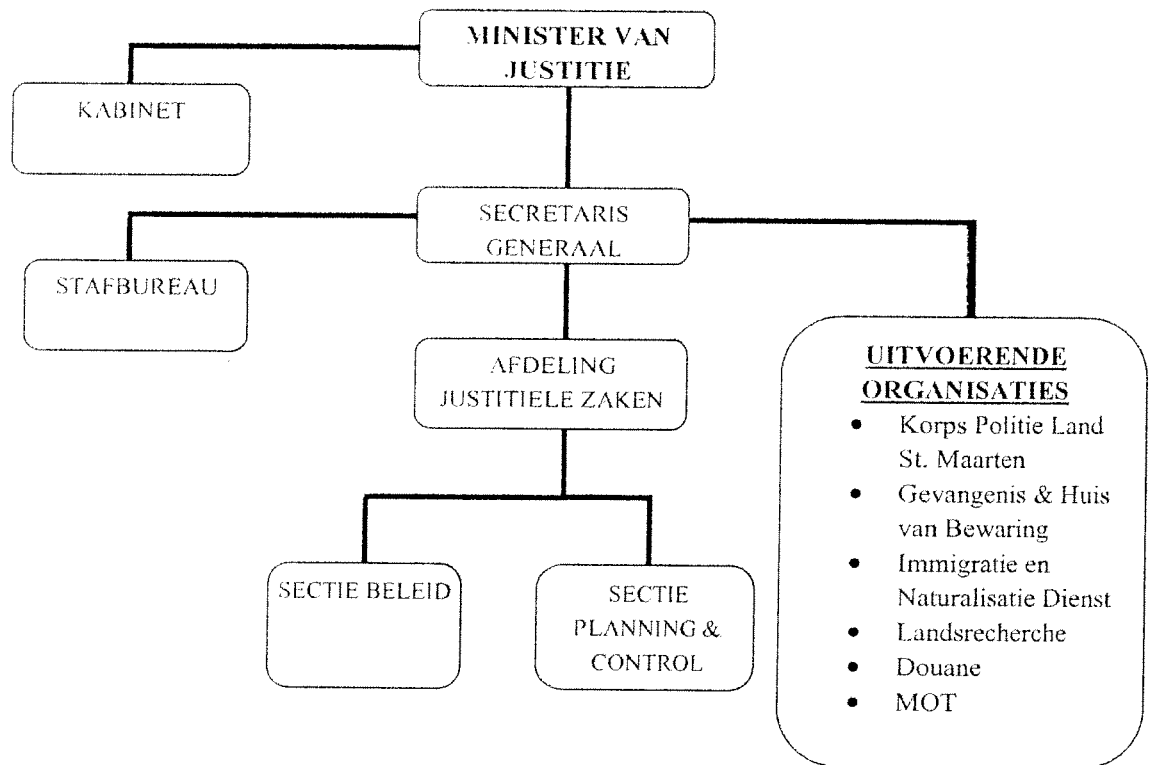 MINISTER VAN
JUSTITIE
KABINET
SECRETARIS
GENERAAL
STAFBUREAU
AFDELING
JUSTITIELE ZAKEN
SECTIE BELEID
SECTIE
PLANNING &
CONTROL
UITVOERENDE
ORGANISATIES
• Korps Politie Land
St. Maarten
• Gevangenis & Huis
van Bewaring
• Immigratie en
Naturalisatie Dienst
• Landsrecherche
• Douane
• MOT